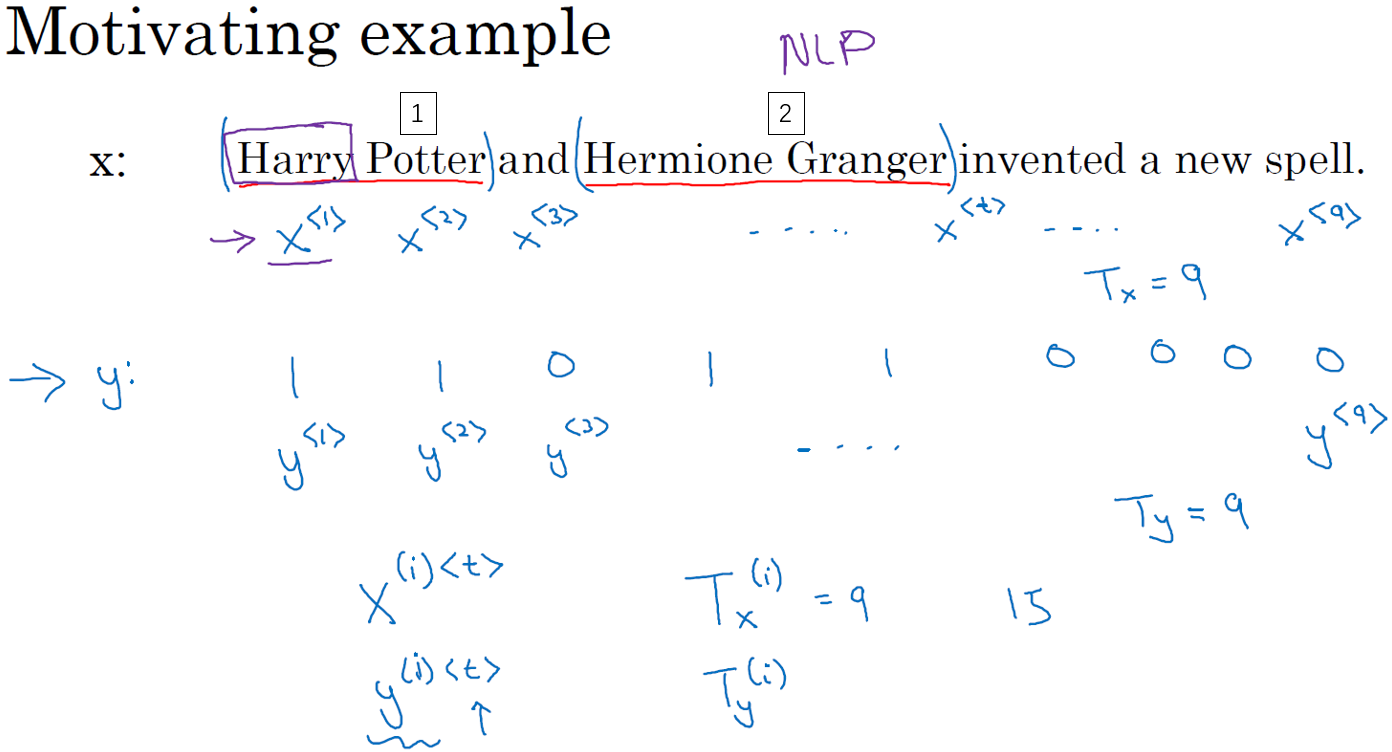 Motivating example
NLP
1 2
x: (Harry Potter) and (Hermione Granger) invented a new spell.
→ x<1> x<2> x<3> - - . . . . x<t> - - . . . x<9>
Tx = 9
→ y: 1 1 0 1 1 0 0 0 0
y<1> y<2> y<3> - . . . . y<9>
Ty = 9
X(i)<t> Tx(i) = 9 15
y(i)<t> Ty(i)
↑